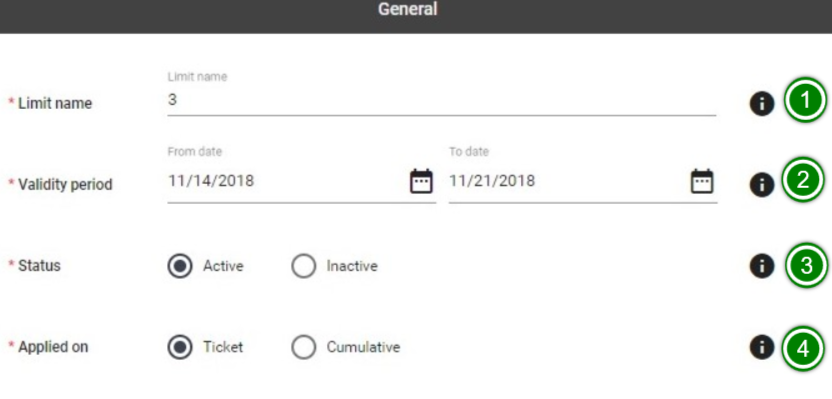 General
Limit name
* Limit name
3
i
1
From date
To date
* Validity period
11/14/2018
11/21/2018
i
2
* Status
Active
Inactive
i
3
* Applied on
Ticket
Cumulative
i
4